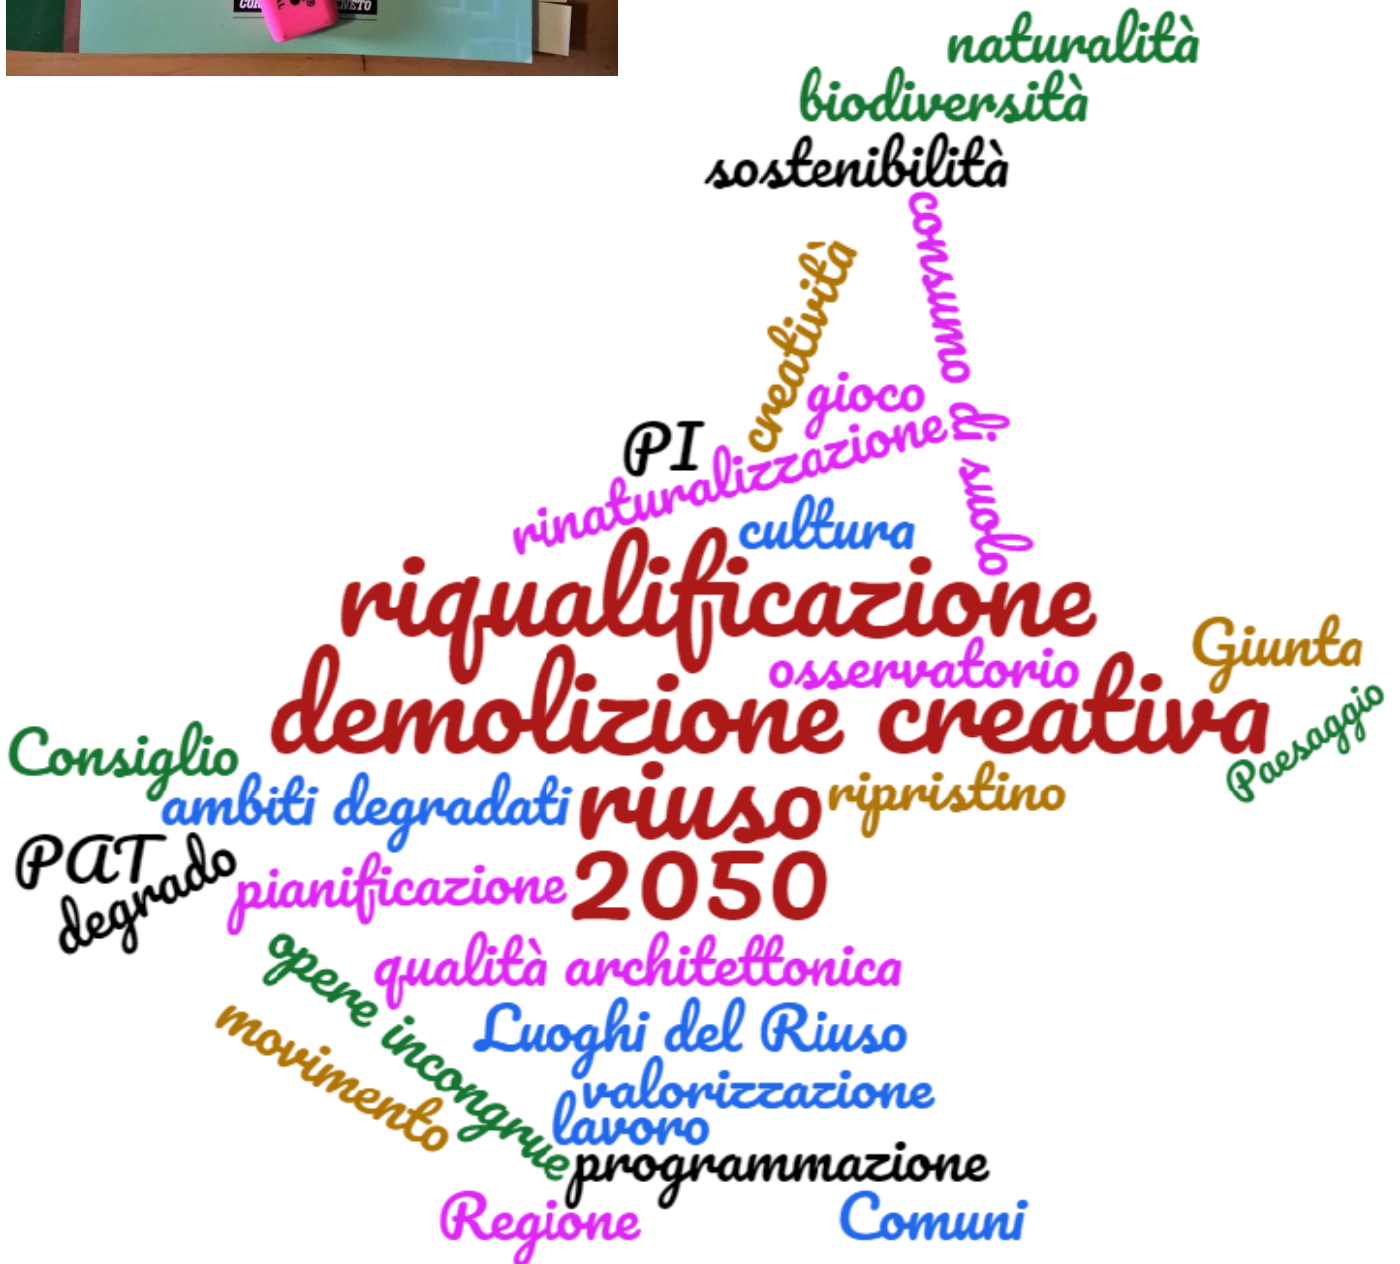 naturalità
biodiversità
sostenibilità
consumo di suolo
creatività
gioco
PI
rinaturalizzazione
cultura
riqualificazione
Giunta
osservatorio
demolizione creativa
Paesaggio
Consiglio
ambiti degradati
riuso
ripristino
PAT
degrado
pianificazione
2050
opere incongrue
qualità architettonica
movimento
Luoghi del Riuso
valorizzazione
lavoro
programmazione
Regione
Comuni